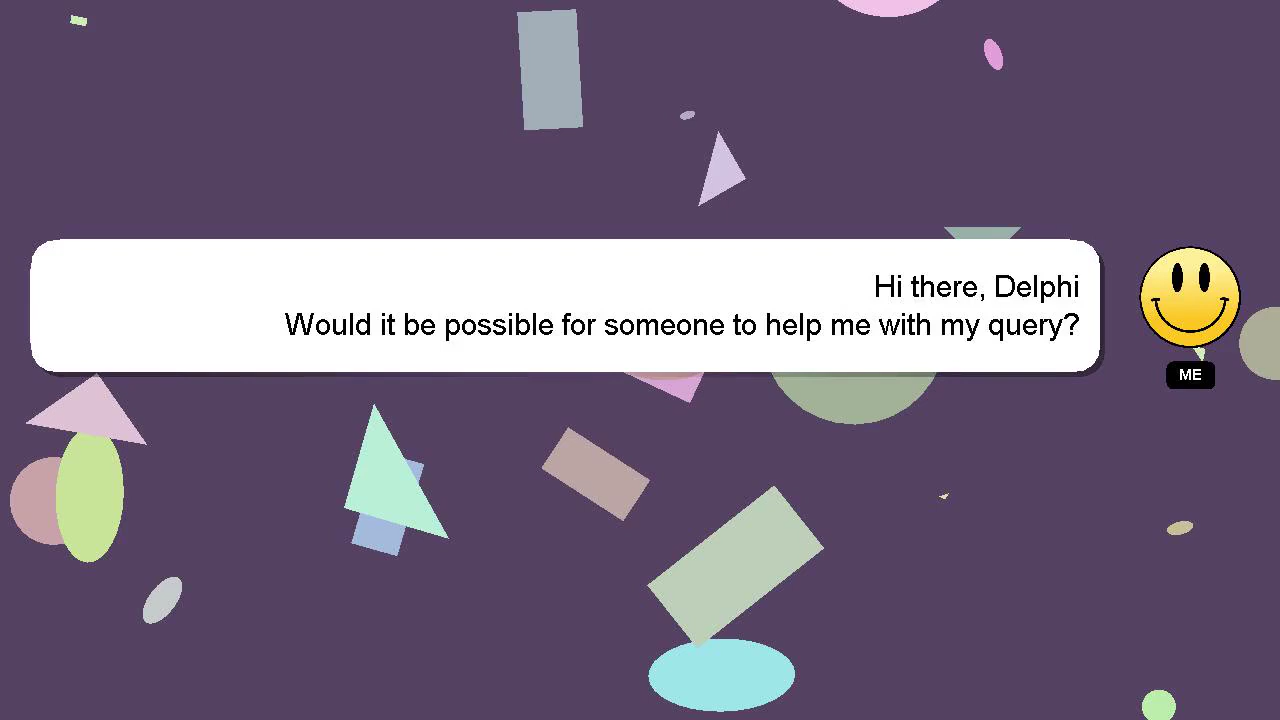 Hi there, Delphi
Would it be possible for someone to help me with my query?
ME